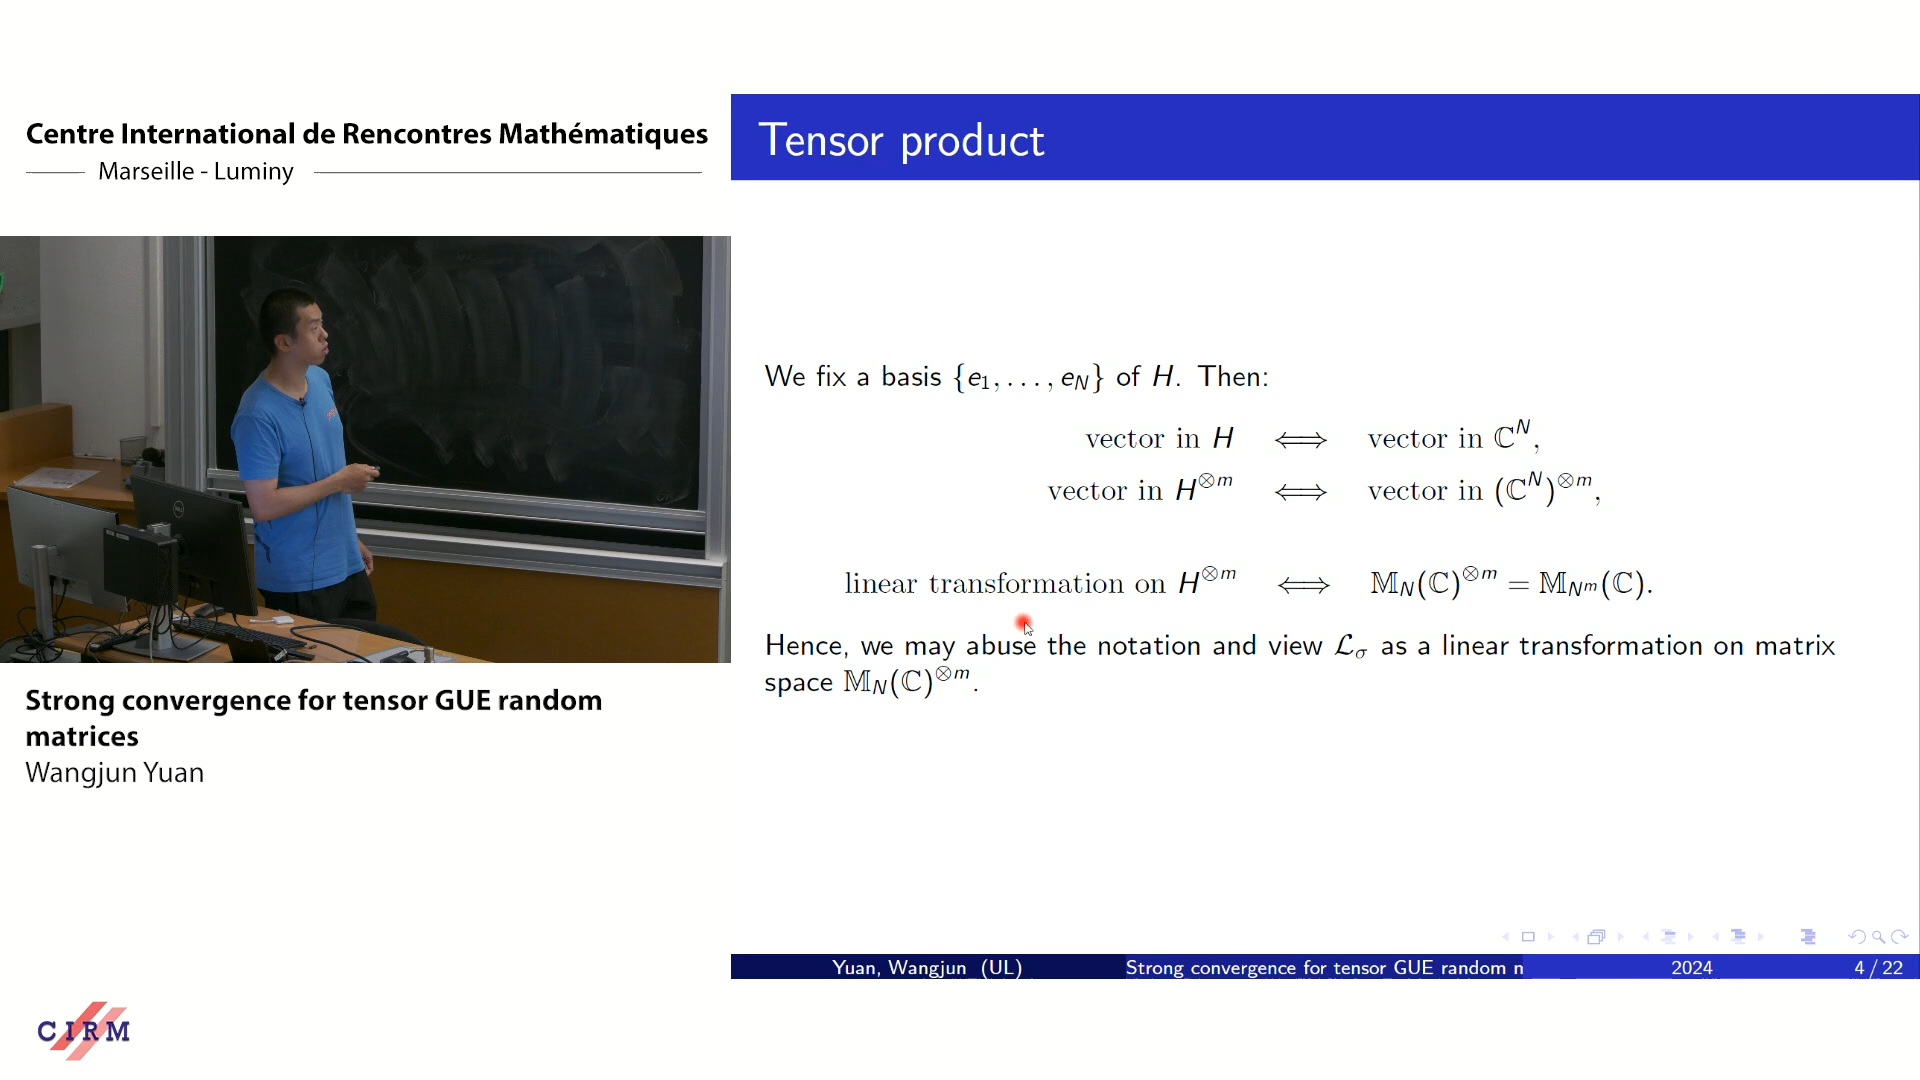 Centre International de Rencontres Mathématiques
Marseille - Luminy
Tensor product
We fix a basis {e₁, . . . , e_N} of H. Then:
vector in H ⟺ vector in ℂ^N,
vector in H^{⊗m} ⟺ vector in (ℂ^N)^{⊗m},
linear transformation on H^{⊗m} ⟺ 𝕄_N(ℂ)^{⊗m} = 𝕄_{N^m}(ℂ).
Hence, we may abuse the notation and view ℒ_σ as a linear transformation on matrix
space 𝕄_N(ℂ)^{⊗m}.
Strong convergence for tensor GUE random
matrices
Wangjun Yuan
Yuan, Wangjun (UL) Strong convergence for tensor GUE random m 2024 4 / 22
CIRM